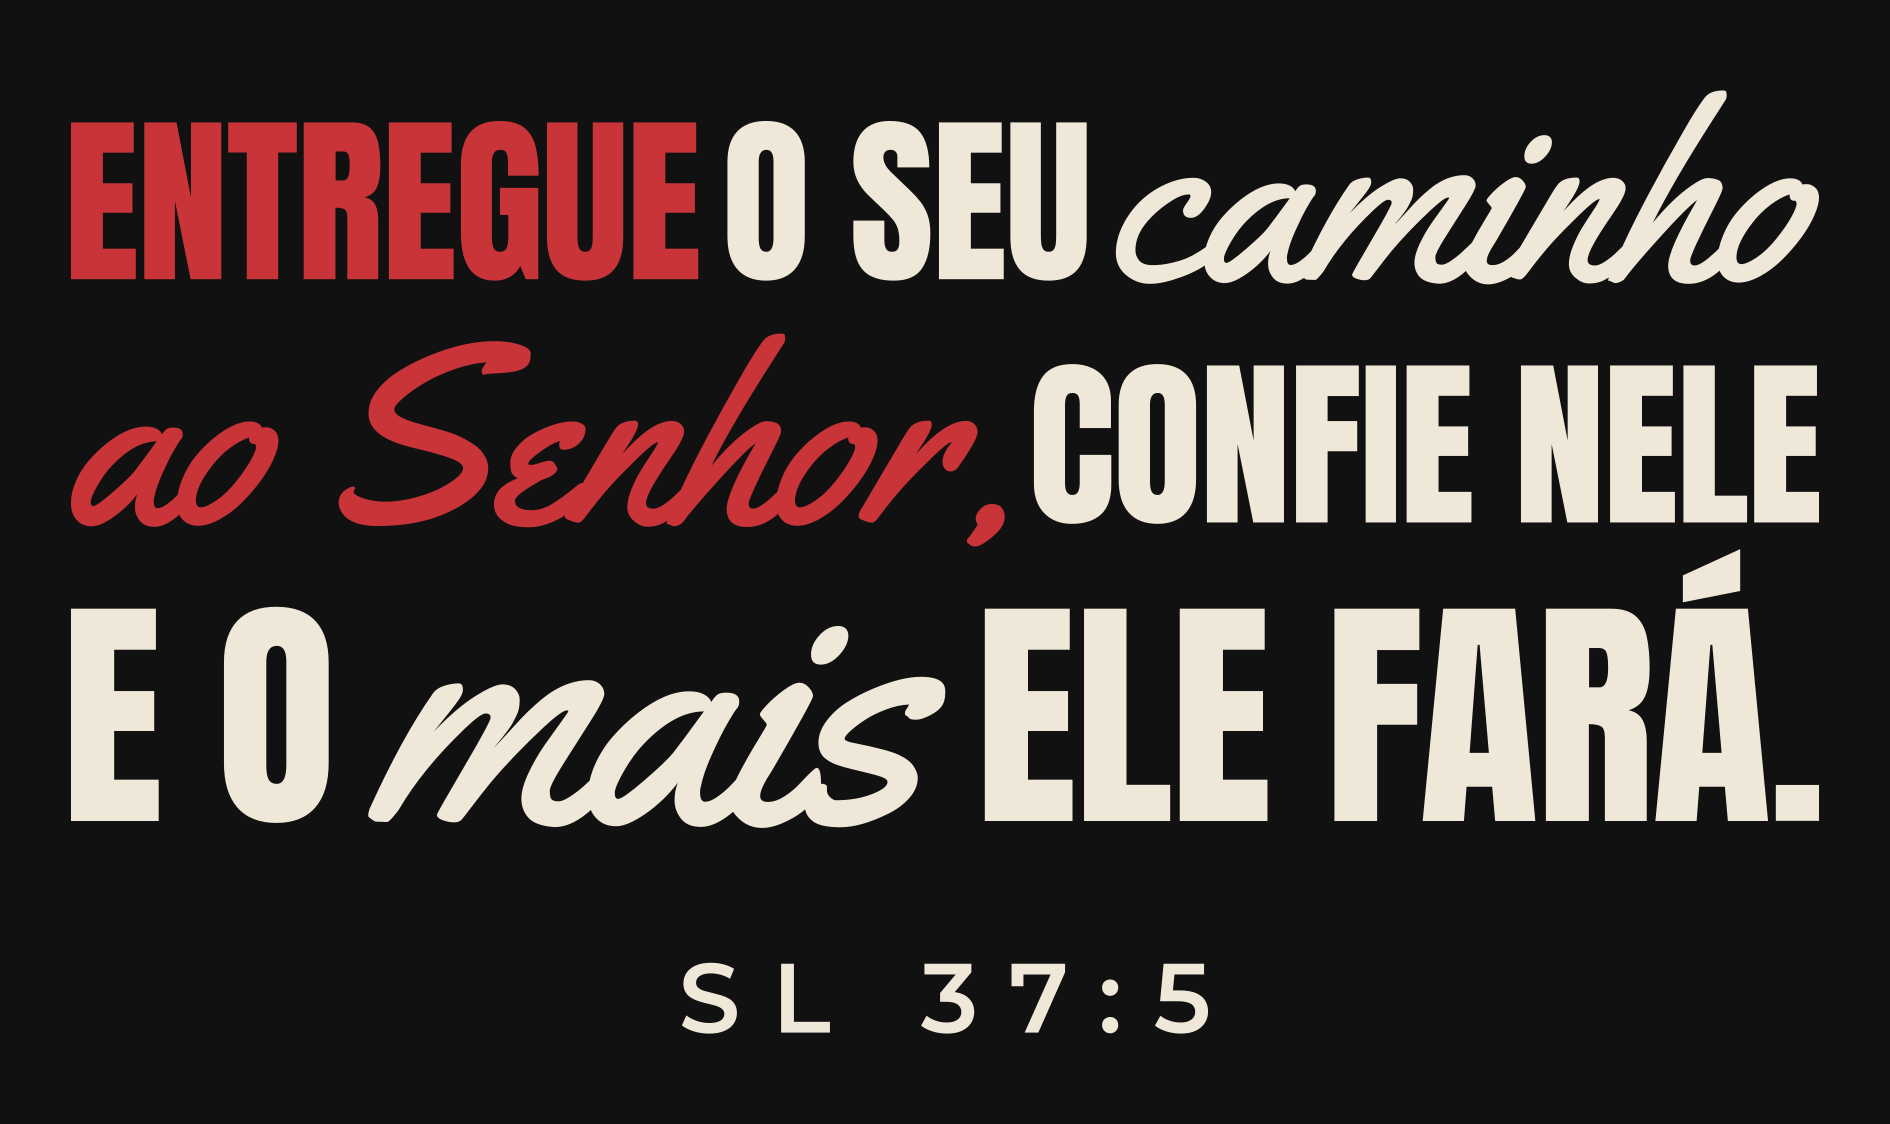 ENTREGUE O SEU caminho
ao Senhor, CONFIE NELE
E O mais ELE FARÁ.
SL 37:5